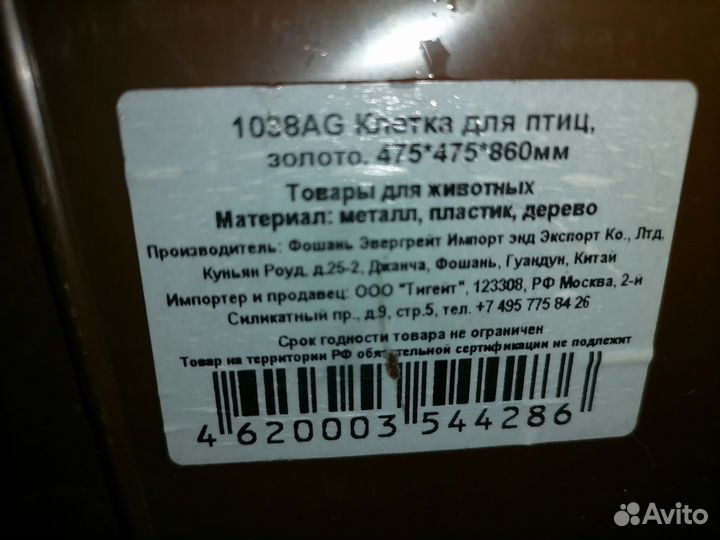 1038AG Клетка для птиц,
золото. 475*475*860мм
Товары для животных
Материал: металл, пластик, дерево
Производитель: Фошань Эвергрейт Импорт энд Экспорт Ко., Лтд,
Куньян Роуд, д.25-2, Джанча, Фошань, Гуандун, Китай
Импортер и продавец: ООО "Тигейт", 123308, РФ Москва, 2-й
Силикатный пр., д.9, стр.5, тел. +7 495 775 84 26
Срок годности товара не ограничен
Товар на территории РФ обязательной сертификации не подлежит
4 620003 544286
Avito